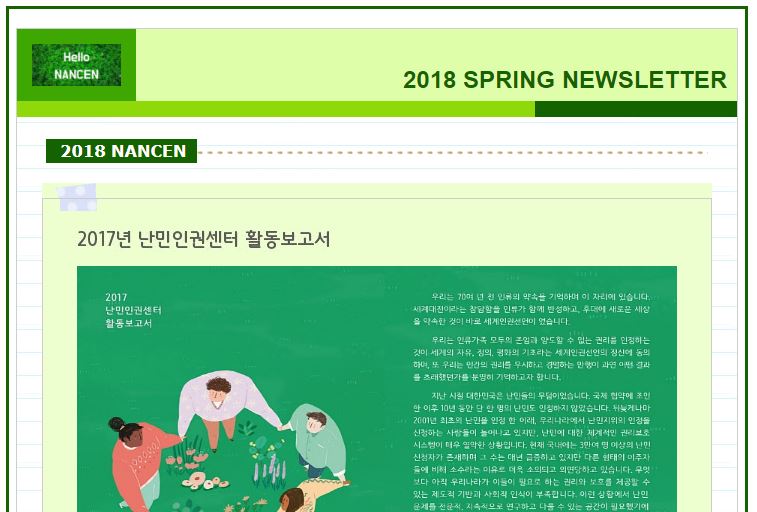 Hello
NANCEN
2018 SPRING NEWSLETTER
2018 NANCEN
2017년 난민인권센터 활동보고서
2017
난민인권센터
활동보고서
우리는 70여 년 전 인류의 약속을 기억하며 이 자리에 있습니다.
세계대전이라는 참담함을 인류가 함께 반성하고, 후대에 새로운 세상
을 약속한 것이 바로 세계인권선언이 었습니다.
우리는 인류가족 모두의 존엄과 양도할 수 없는 권리를 인정하는
것이 세계의 자유, 정의, 평화의 기초라는 세계인권선언의 정신에 동의
하며, 또 우리는 인간의 권리를 무시하고 경멸하는 만행이 과연 어떤 결과
를 초래했던가를 분명히 기억하고자 합니다.
지난 시절 대한민국은 난민들의 무덤이었습니다. 국제 협약에 조인
한 이후 10년 동안 단 한 명의 난민도 인정하지 않았습니다. 뒤늦게나마
2001년 최초의 난민을 인정 한 이래, 우리나라에서 난민지위의 인정을
신청하는 사람들이 늘어나고 있지만, 난민에 대한 체계적인 권리보호
시스템이 매우 열악한 상황입니다. 현재 국내에는 3만여 명 이상의 난민
신청자가 존재하며 그 수는 매년 급증하고 있지만 다른 형태의 이주자
들에 비해 소수라는 이유로 더욱 소외되고 외면당하고 있습니다. 무엇
보다 아직 우리나라가 이들이 필요로 하는 권리와 보호를 제공할 수
있는 제도적 기반과 사회적 인식이 부족합니다. 이런 상황에서 난민
문제를 전문적, 지속적으로 연구하고 다룰 수 있는 공간이 필요했기에